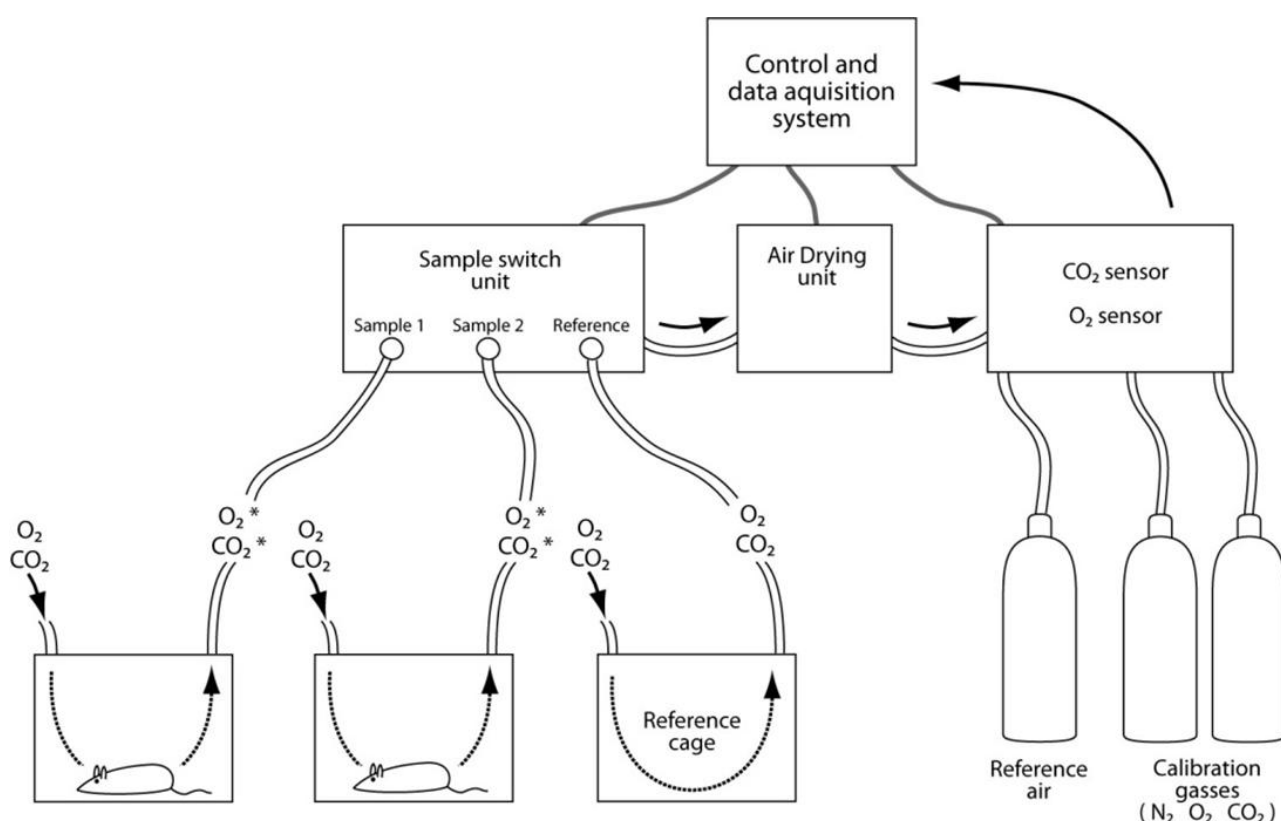 Control and
data aquisition
system
Sample switch
unit
Sample 1
Sample 2
Reference
Air Drying
unit
CO₂ sensor
O₂ sensor
O₂
CO₂
O₂ *
CO₂ *
O₂
CO₂
O₂ *
CO₂ *
O₂
CO₂
O₂
CO₂
Reference
cage
Reference
air
Calibration
gasses
( N₂ O₂ CO₂ )